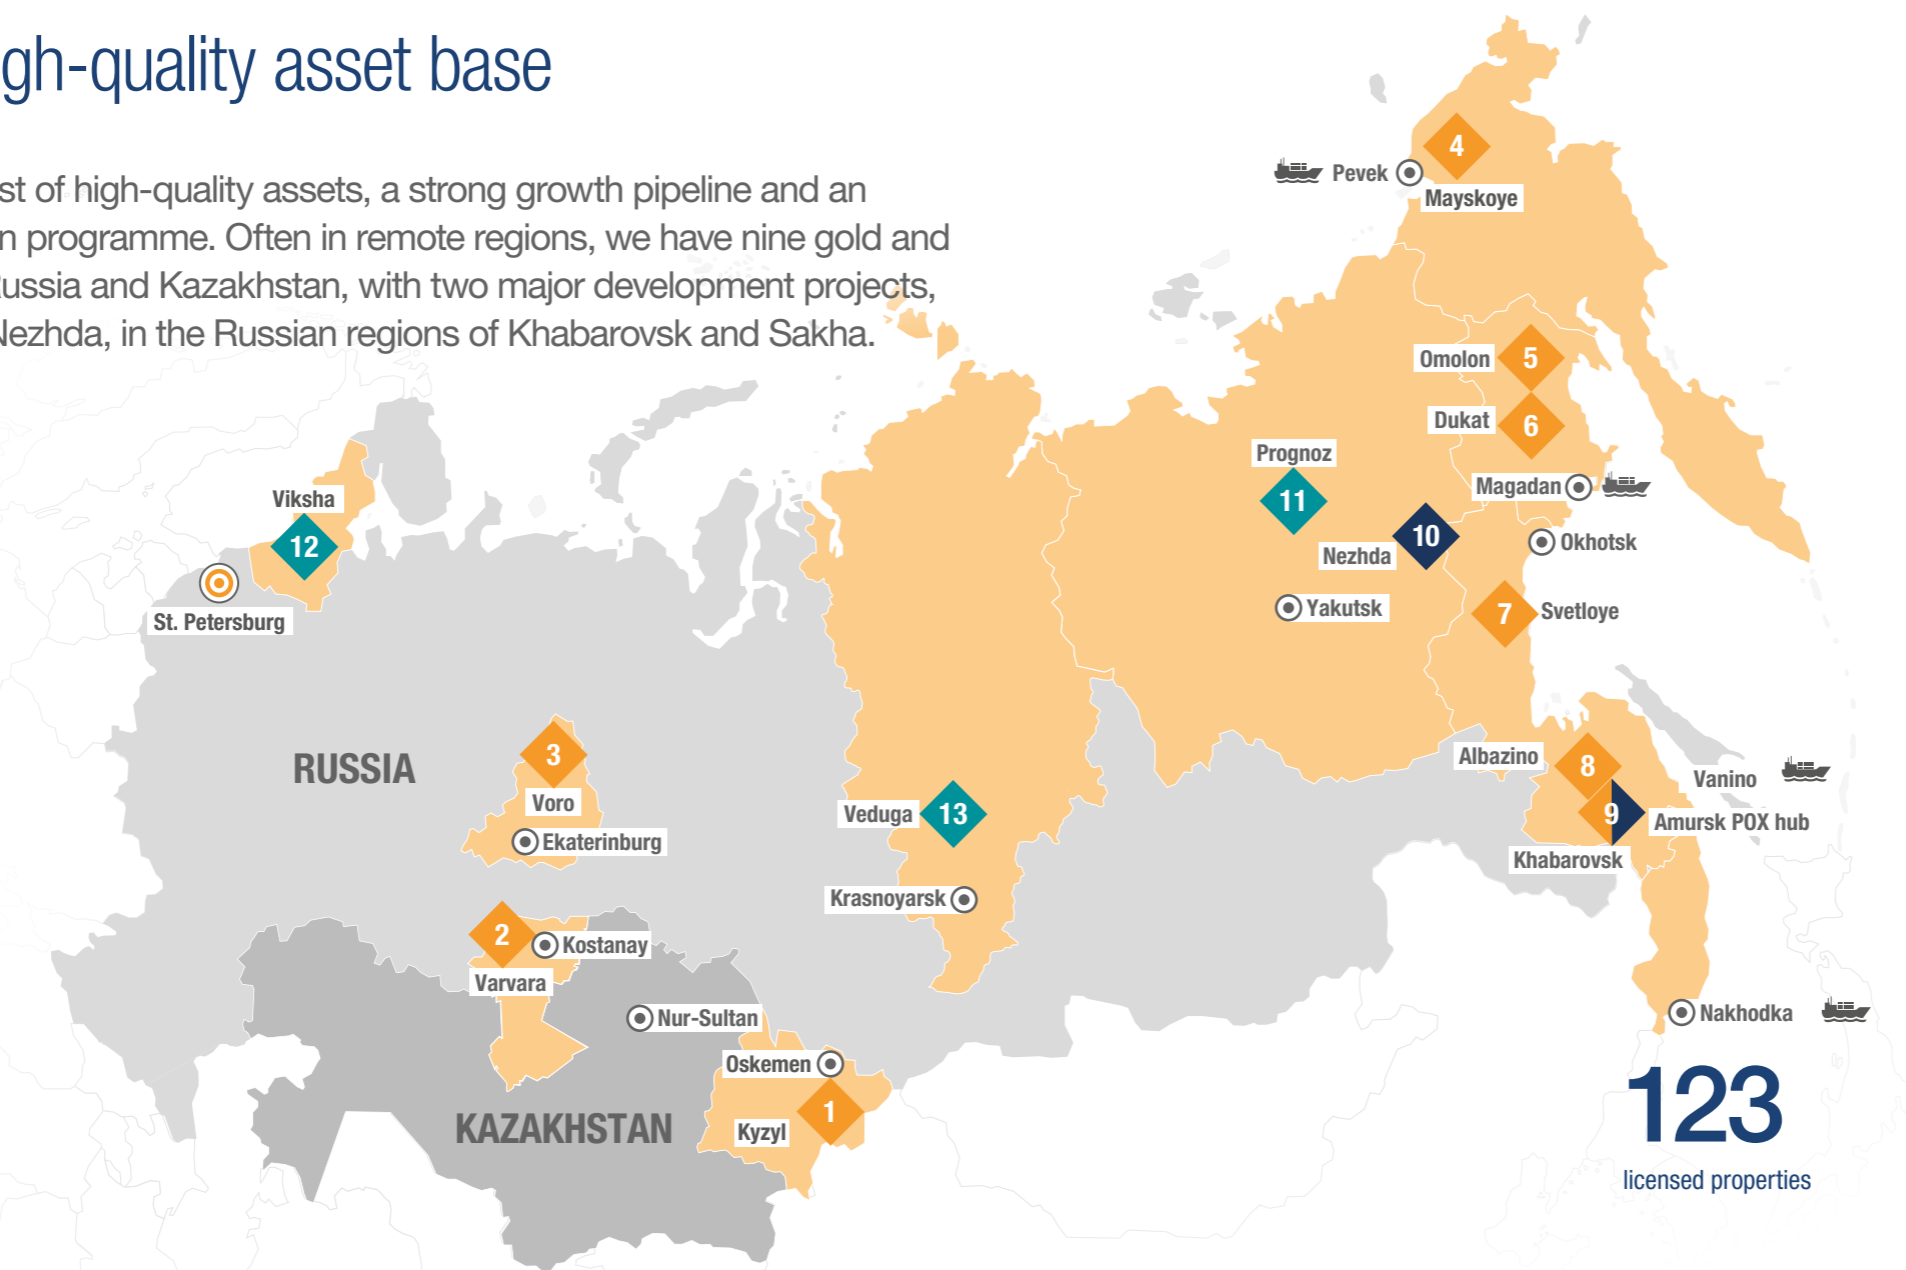 gh-quality asset base
st of high-quality assets, a strong growth pipeline and an
n programme. Often in remote regions, we have nine gold and
ussia and Kazakhstan, with two major development projects,
Nezhda, in the Russian regions of Khabarovsk and Sakha.
4
Pevek
Mayskoye
Omolon
5
Dukat
6
Prognoz
11
Magadan
Viksha
12
10
Nezhda
Okhotsk
St. Petersburg
Yakutsk
7
Svetloye
RUSSIA
3
Voro
Ekaterinburg
Albazino
8
Vanino
Veduga
13
9
Amursk POX hub
Khabarovsk
Krasnoyarsk
2
Kostanay
Varvara
Nur-Sultan
Nakhodka
Oskemen
1
Kyzyl
KAZAKHSTAN
123
licensed properties